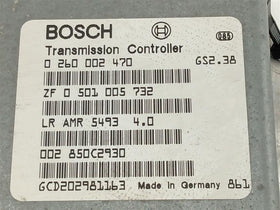 BOSCH
Transmission Controller
0 260 002 470 GS2.38
ZF 0 501 005 732
LR AMR 5493 4.0
002 850C2930
GCD202981163 Made in Germany 861